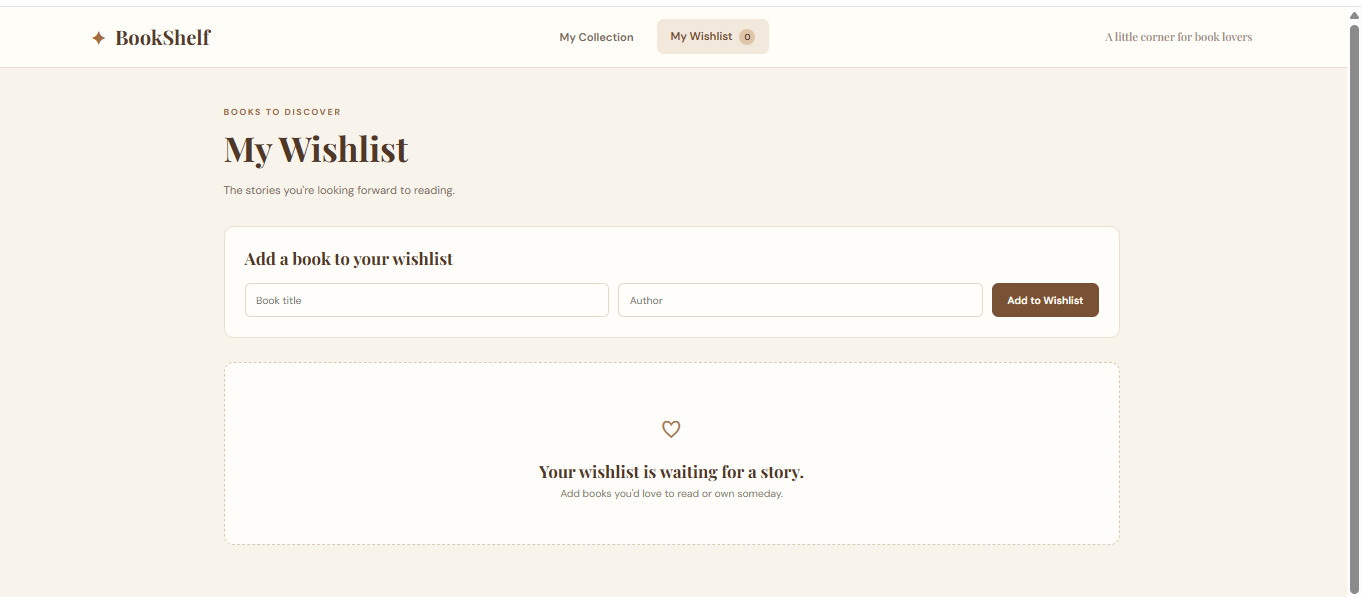 BookShelf
My Collection
My Wishlist 0
A little corner for book lovers
BOOKS TO DISCOVER
My Wishlist
The stories you're looking forward to reading.
Add a book to your wishlist
Book title
Author
Add to Wishlist
Your wishlist is waiting for a story.
Add books you'd love to read or own someday.